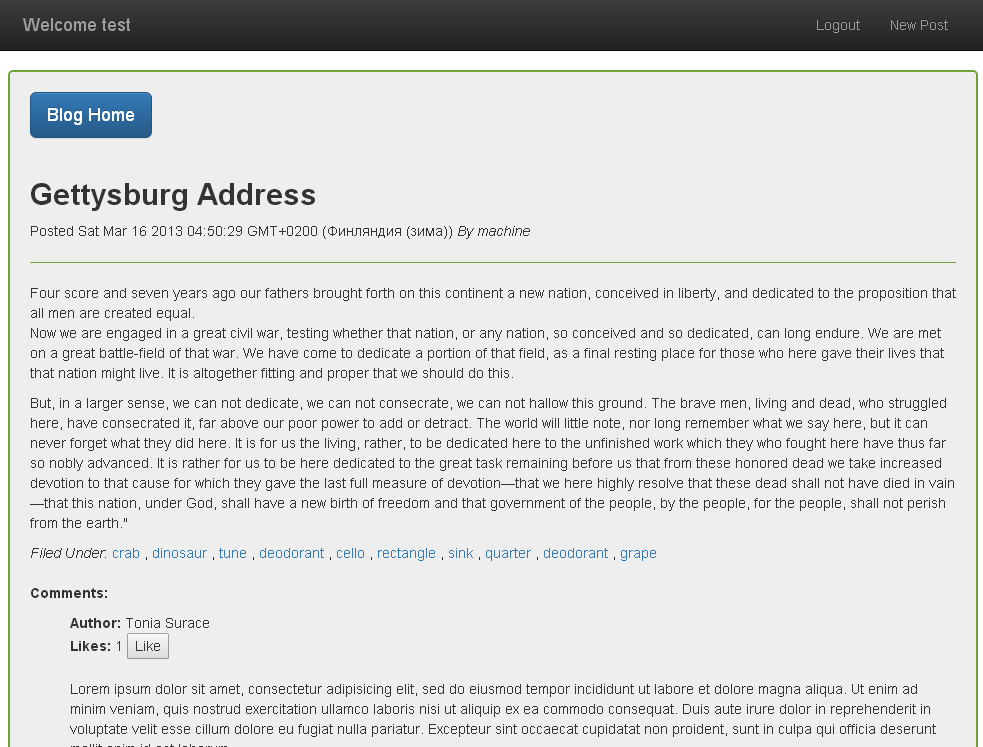 Welcome test
Logout New Post
Blog Home
Gettysburg Address
Posted Sat Mar 16 2013 04:50:29 GMT+0200 (Финляндия (зима)) By machine
Four score and seven years ago our fathers brought forth on this continent a new nation, conceived in liberty, and dedicated to the proposition that
all men are created equal.
Now we are engaged in a great civil war, testing whether that nation, or any nation, so conceived and so dedicated, can long endure. We are met
on a great battle-field of that war. We have come to dedicate a portion of that field, as a final resting place for those who here gave their lives that
that nation might live. It is altogether fitting and proper that we should do this.
But, in a larger sense, we can not dedicate, we can not consecrate, we can not hallow this ground. The brave men, living and dead, who struggled
here, have consecrated it, far above our poor power to add or detract. The world will little note, nor long remember what we say here, but it can
never forget what they did here. It is for us the living, rather, to be dedicated here to the unfinished work which they who fought here have thus far
so nobly advanced. It is rather for us to be here dedicated to the great task remaining before us that from these honored dead we take increased
devotion to that cause for which they gave the last full measure of devotion—that we here highly resolve that these dead shall not have died in vain
—that this nation, under God, shall have a new birth of freedom and that government of the people, by the people, for the people, shall not perish
from the earth."
Filed Under: crab , dinosaur , tune , deodorant , cello , rectangle , sink , quarter , deodorant , grape
Comments:
Author: Tonia Surace
Likes: 1 Like
Lorem ipsum dolor sit amet, consectetur adipisicing elit, sed do eiusmod tempor incididunt ut labore et dolore magna aliqua. Ut enim ad
minim veniam, quis nostrud exercitation ullamco laboris nisi ut aliquip ex ea commodo consequat. Duis aute irure dolor in reprehenderit in
voluptate velit esse cillum dolore eu fugiat nulla pariatur. Excepteur sint occaecat cupidatat non proident, sunt in culpa qui officia deserunt
mollit anim id est laborum